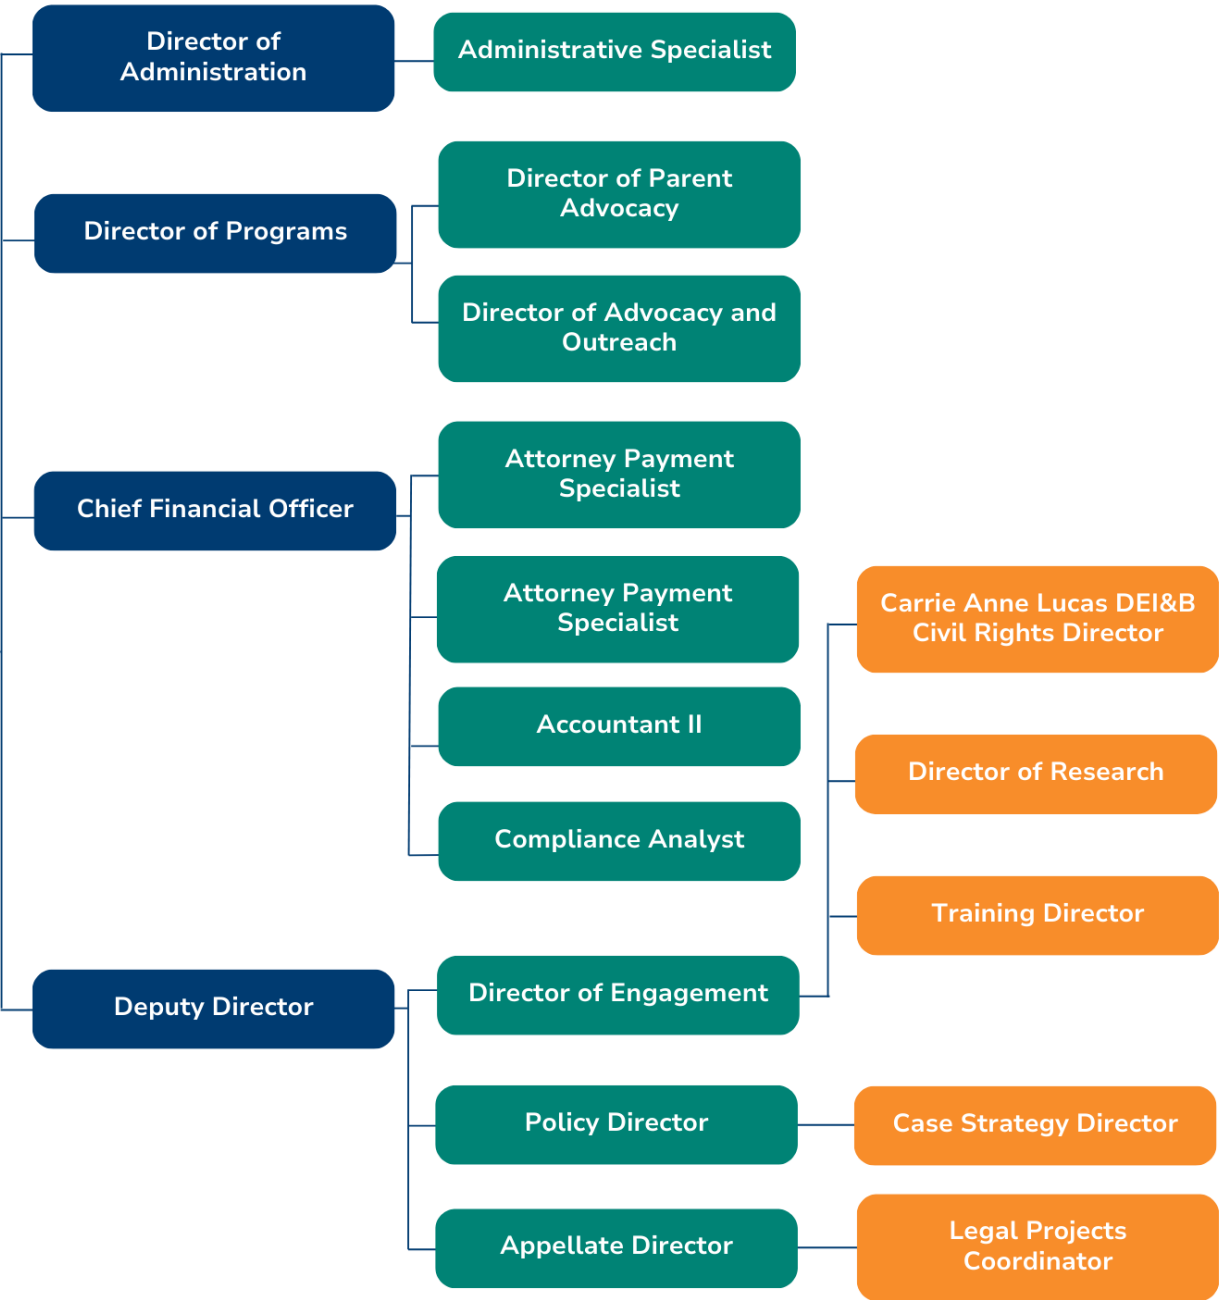 Director of
Administration
Administrative Specialist
Director of Programs
Director of Parent
Advocacy
Director of Advocacy and
Outreach
Chief Financial Officer
Attorney Payment
Specialist
Attorney Payment
Specialist
Accountant II
Compliance Analyst
Deputy Director
Director of Engagement
Carrie Anne Lucas DEI&B
Civil Rights Director
Director of Research
Training Director
Policy Director
Case Strategy Director
Appellate Director
Legal Projects
Coordinator